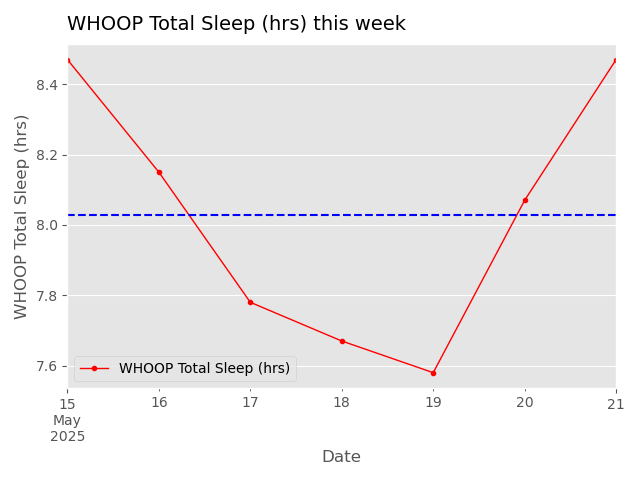 WHOOP Total Sleep (hrs) this week
WHOOP Total Sleep (hrs)
8.4
8.2
8.0
7.8
7.6
WHOOP Total Sleep (hrs)
15 16 17 18 19 20 21
May
2025
Date